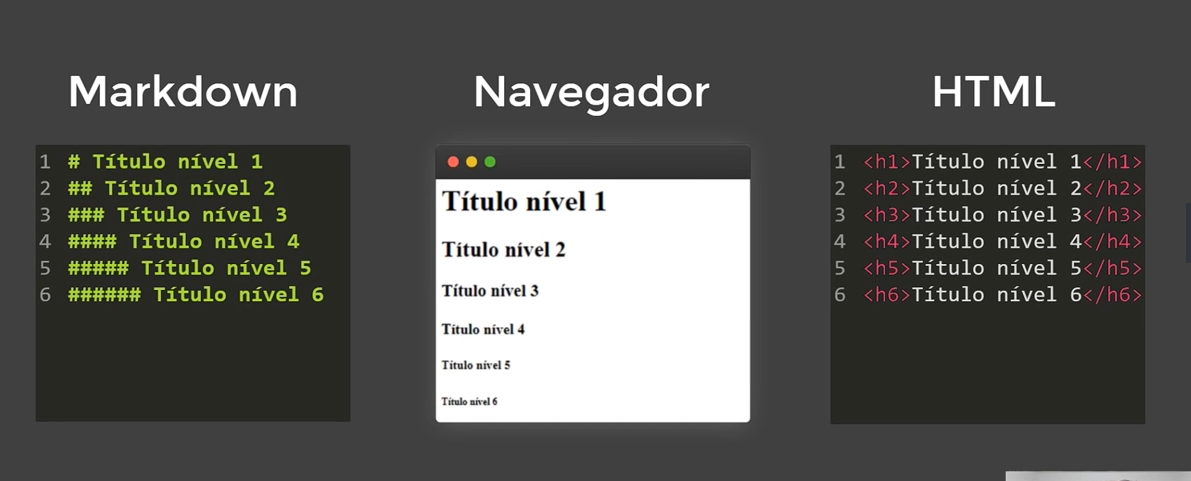 Markdown
1 # Título nível 1
2 ## Título nível 2
3 ### Título nível 3
4 #### Título nível 4
5 ##### Título nível 5
6 ###### Título nível 6
Navegador
Título nível 1
Título nível 2
Título nível 3
Título nível 4
Título nível 5
Título nível 6
HTML
1 <h1>Título nível 1</h1>
2 <h2>Título nível 2</h2>
3 <h3>Título nível 3</h3>
4 <h4>Título nível 4</h4>
5 <h5>Título nível 5</h5>
6 <h6>Título nível 6</h6>